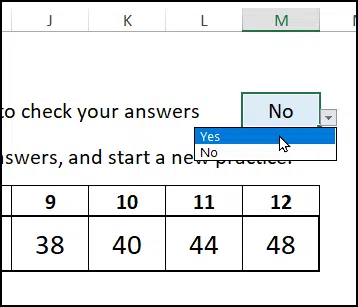 J K L M
to check your answers No
Yes
No
answers, and start a new practice!
9 10 11 12
38 40 44 48